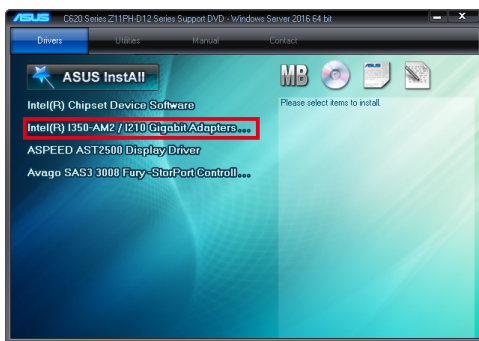 ASUS C620 Series Z11PH-D12 Series Support DVD - Windows Server 2016 64 bit
Drivers Utilities Manual Contact
ASUS InstAll
MB
Please select items to install.
Intel(R) Chipset Device Software
Intel(R) I350-AM2 / I210 Gigabit Adapters...
ASPEED AST2500 Display Driver
Avago SAS3 3008 Fury -StorPort Controll...